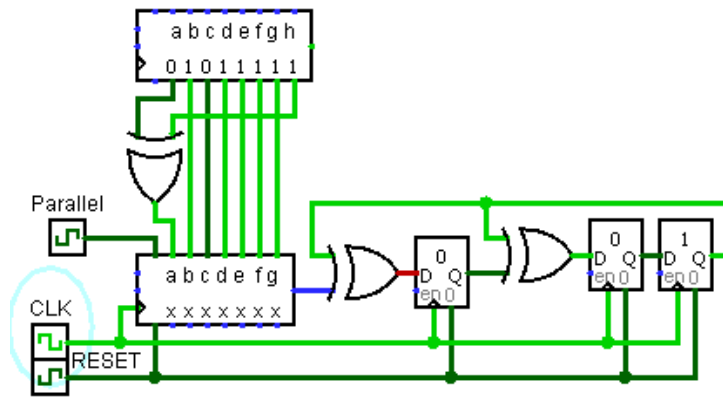 a b c d e f g h
0 1 0 1 1 1 1 1
Parallel
a b c d e f g
x x x x x x x
0
D Q
en 0
0
D Q
en 0
1
D Q
en 0
CLK
RESET